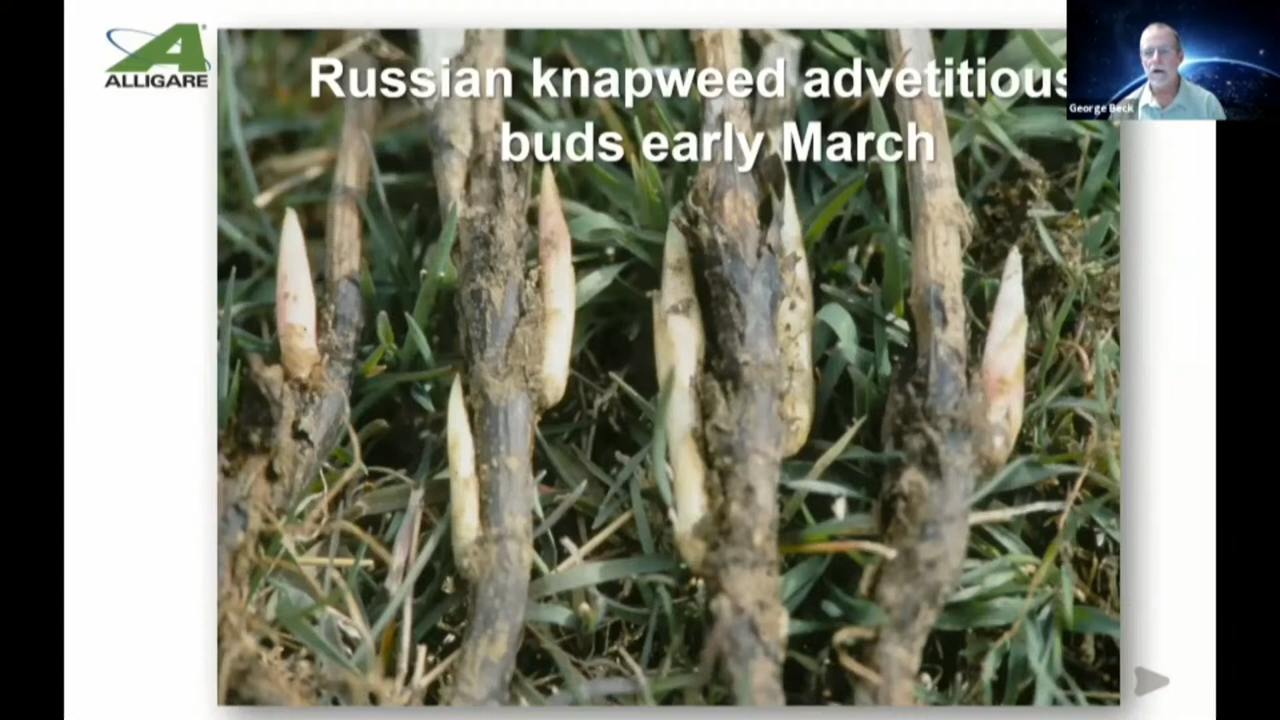 ALLIGARE
Russian knapweed advetitious
buds early March
George Beck